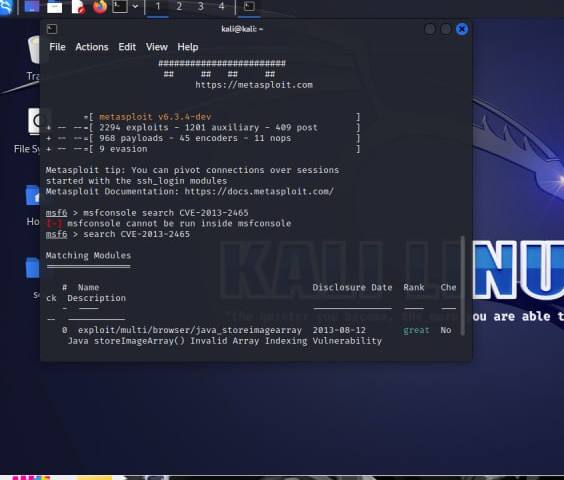 1 2 3 4
kali@kali: ~
File Actions Edit View Help
########################
## ## ## ##
https://metasploit.com
=[ metasploit v6.3.4-dev ]
+ -- --=[ 2294 exploits - 1201 auxiliary - 409 post ]
+ -- --=[ 968 payloads - 45 encoders - 11 nops ]
+ -- --=[ 9 evasion ]
Metasploit tip: You can pivot connections over sessions
started with the ssh_login modules
Metasploit Documentation: https://docs.metasploit.com/
msf6 > msfconsole search CVE-2013-2465
[-] msfconsole cannot be run inside msfconsole
msf6 > search CVE-2013-2465
Matching Modules
================
# Name Disclosure Date Rank Che
ck Description
- ---- --------------- ---- ---
-- -----------
0 exploit/multi/browser/java_storeimagearray 2013-08-12 great No
Java storeImageArray() Invalid Array Indexing Vulnerability
Tra
File Sy
Ho
KALI LINU
"the quieter you become, the more you are able t